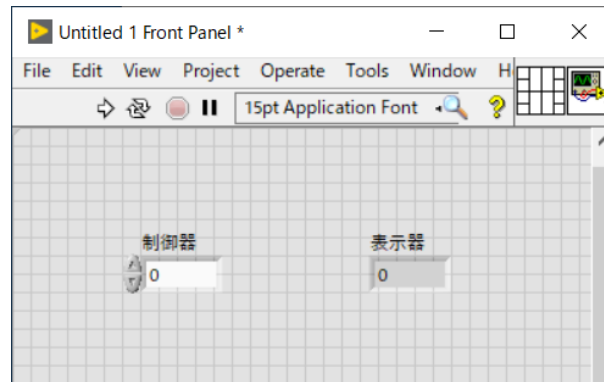 Untitled 1 Front Panel *
File Edit View Project Operate Tools Window H
15pt Application Font
?
制御器 表示器
0 0